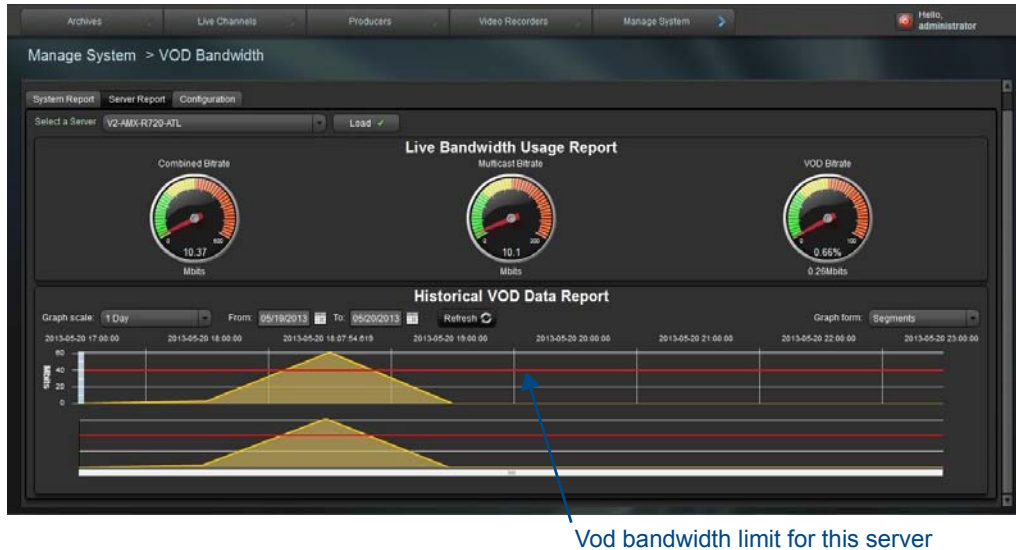 Archives Live Channels Producers Video Recorders Manage System Hello, administrator
Manage System > VOD Bandwidth
System Report Server Report Configuration
Select a Server V2-AMX-R720-ATL Load
Live Bandwidth Usage Report
Combined Bitrate Multicast Bitrate VOD Bitrate
0 600 0 200 0 100
10.37 10.1 0.66%
Mbits Mbits 0.26Mbits
Historical VOD Data Report
Graph scale: 1 Day From: 05/19/2013 To: 05/20/2013 Refresh Graph form: Segments
2013-05-20 17:00:00 2013-05-20 18:00:00 2013-05-20 18:07:54.619 2013-05-20 19:00:00 2013-05-20 20:00:00 2013-05-20 21:00:00 2013-05-20 22:00:00 2013-05-20 23:00:00
Mbits
60
40
20
0
Vod bandwidth limit for this server